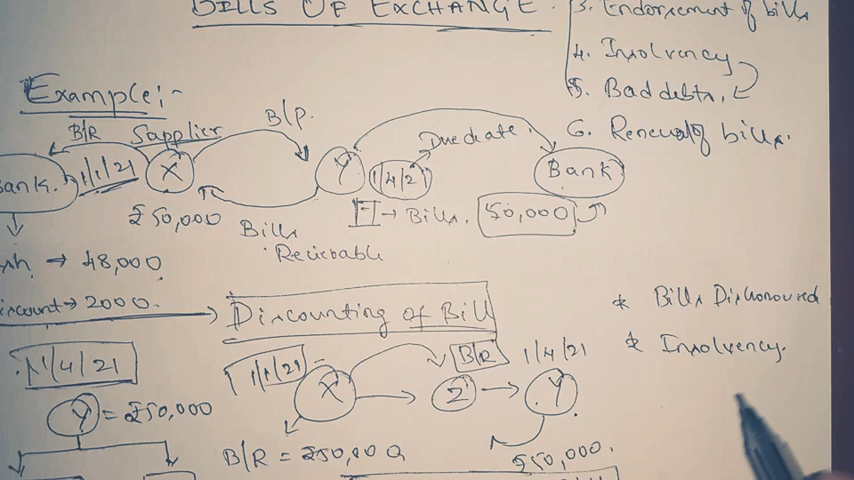 BILLS OF EXCHANGE.
3. Endorsement of bills
4. Insolvency
5. Bad debts.
6. Renewal of bills.
Example:-
B/R Supplier
B/P.
Due date.
Bank.
1/1/21
X
Y
1/4/21
Bank
₹50,000
Bills
Receivable
→ Bills.
50,000
→ 48,000
→ 2000.
Discounting of Bill
* Bills Dishonoured
* Insolvency.
1/4/21
1/1/21
X
B/R
Z
1/4/21
Y
Y = ₹50,000
B/R = ₹50,000
₹50,000.